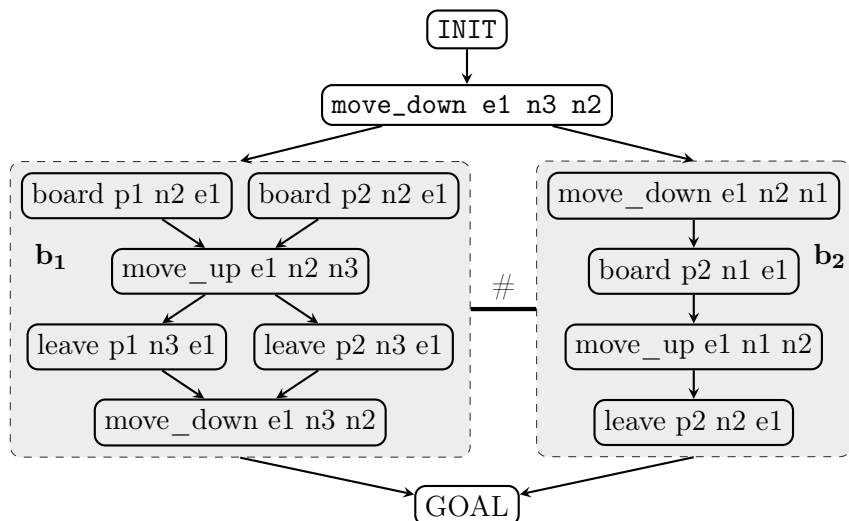 INIT
move_down e1 n3 n2
board p1 n2 e1
board p2 n2 e1
b1
move_up e1 n2 n3
leave p1 n3 e1
leave p2 n3 e1
move_down e1 n3 n2
#
move_down e1 n2 n1
board p2 n1 e1
b2
move_up e1 n1 n2
leave p2 n2 e1
GOAL